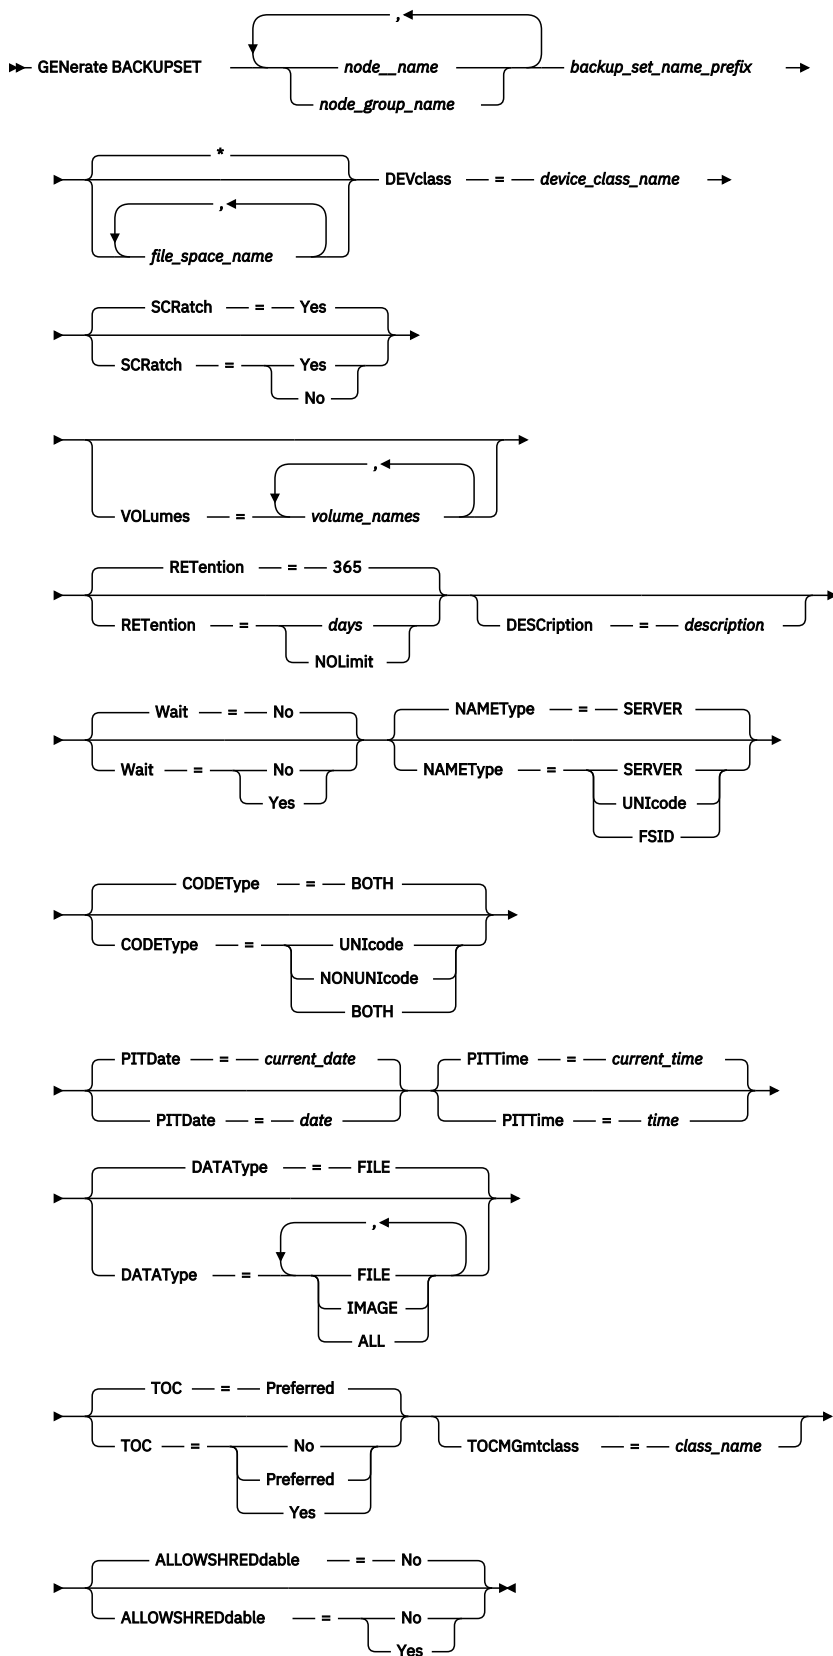 ,
GENerate BACKUPSET node__name backup_set_name_prefix
node_group_name
*
DEVclass = device_class_name
,
file_space_name
SCRatch = Yes
SCRatch = Yes
No
,
VOLumes = volume_names
RETention = 365
RETention = days DESCription = description
NOLimit
Wait = No NAMEType = SERVER
Wait = No NAMEType = SERVER
Yes UNIcode
FSID
CODEType = BOTH
CODEType = UNIcode
NONUNIcode
BOTH
PITDate = current_date PITTime = current_time
PITDate = date PITTime = time
DATAType = FILE
,
DATAType = FILE
IMAGE
ALL
TOC = Preferred
TOC = No TOCMGmtclass = class_name
Preferred
Yes
ALLOWSHREDdable = No
ALLOWSHREDdable = No
Yes